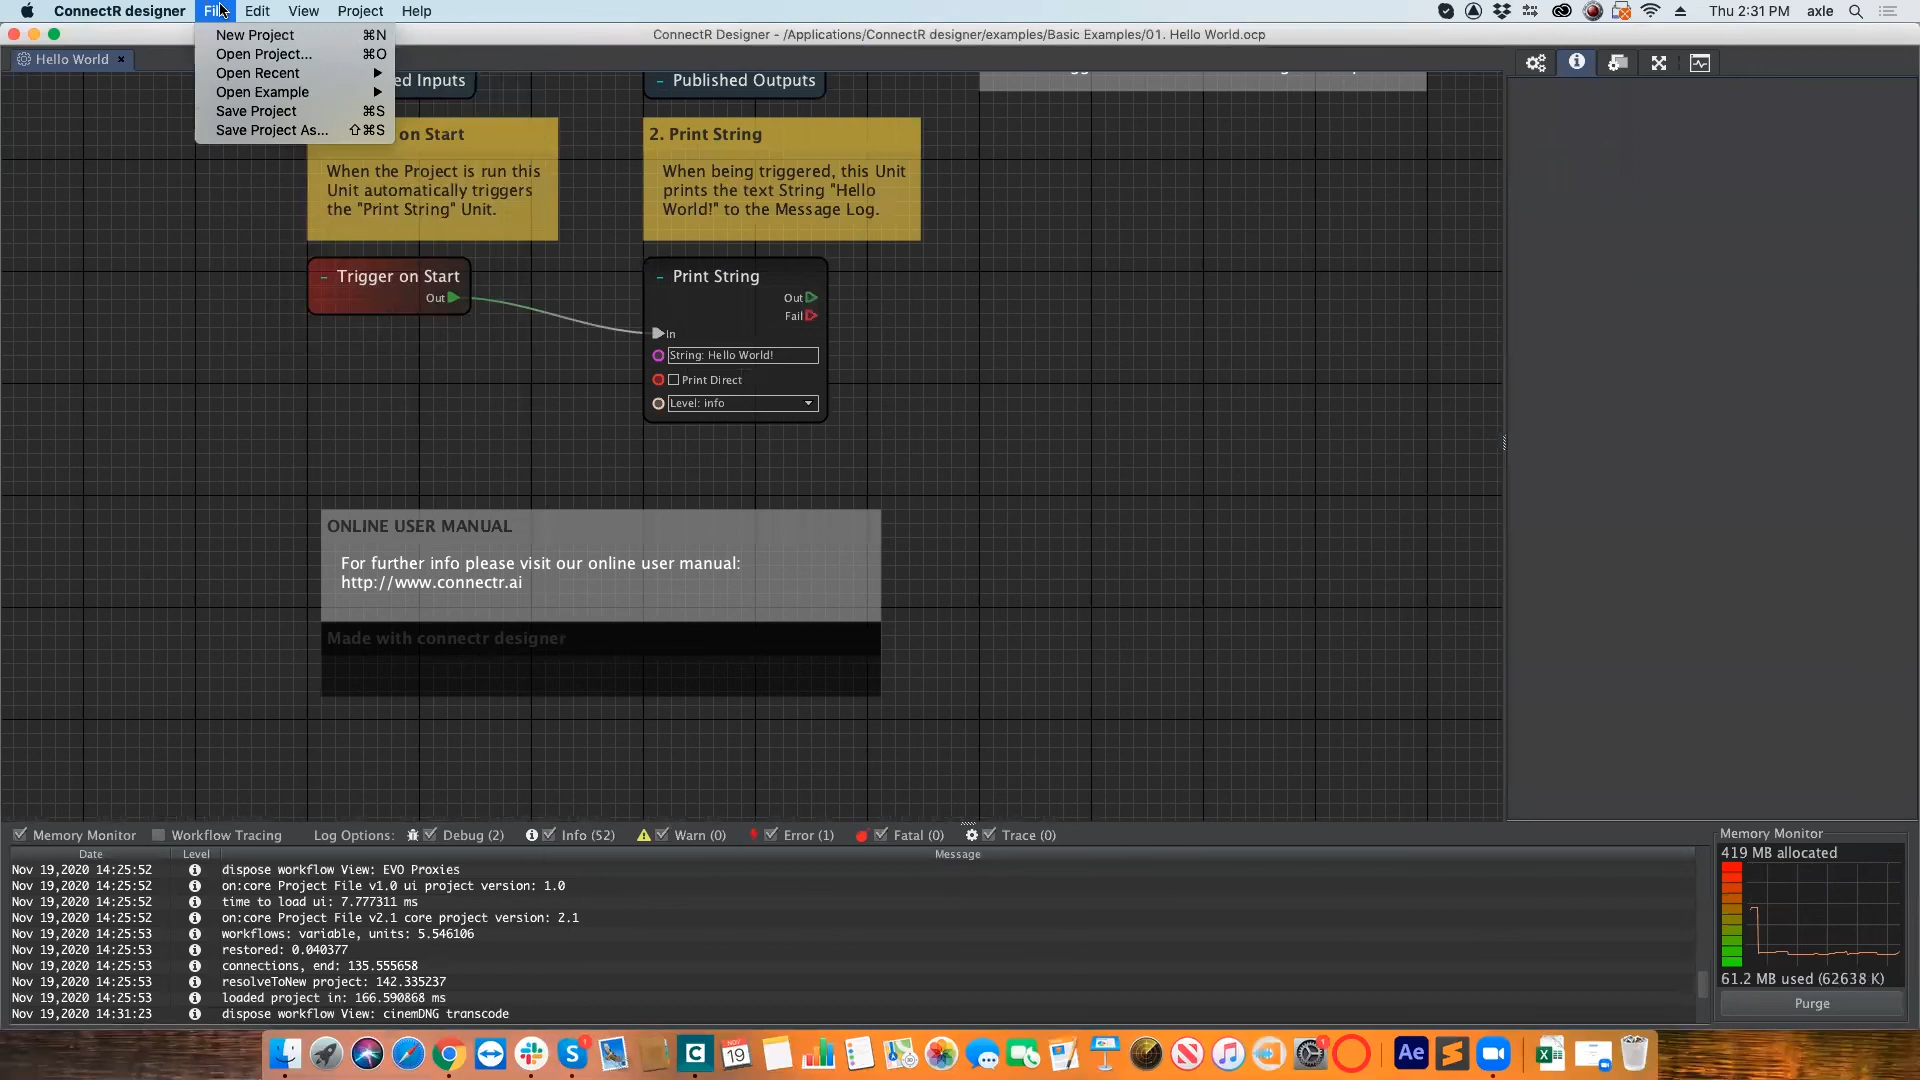 ConnectR designer File Edit View Project Help Thu 2:31 PM axle
ConnectR Designer - /Applications/ConnectR designer/examples/Basic Examples/01. Hello World.ocp
Hello World ×
New Project ⌘N
Open Project... ⌘O
Open Recent
Open Example
Save Project ⌘S
Save Project As... ⇧⌘S
ed Inputs
Published Outputs
on Start
When the Project is run this
Unit automatically triggers
the "Print String" Unit.
2. Print String
When being triggered, this Unit
prints the text String "Hello
World!" to the Message Log.
Trigger on Start
Out
Print String
Out
Fail
In
String: Hello World!
Print Direct
Level: info
ONLINE USER MANUAL
For further info please visit our online user manual:
http://www.connectr.ai
Made with connectr designer
Memory Monitor Workflow Tracing Log Options: Debug (2) Info (52) Warn (0) Error (1) Fatal (0) Trace (0)
Date Level Message
Nov 19,2020 14:25:52 dispose workflow View: EVO Proxies
Nov 19,2020 14:25:52 on:core Project File v1.0 ui project version: 1.0
Nov 19,2020 14:25:52 time to load ui: 7.777311 ms
Nov 19,2020 14:25:52 on:core Project File v2.1 core project version: 2.1
Nov 19,2020 14:25:53 workflows: variable, units: 5.546106
Nov 19,2020 14:25:53 restored: 0.040377
Nov 19,2020 14:25:53 connections, end: 135.555658
Nov 19,2020 14:25:53 resolveToNew project: 142.335237
Nov 19,2020 14:25:53 loaded project in: 166.590868 ms
Nov 19,2020 14:31:23 dispose workflow View: cinemDNG transcode
Memory Monitor
419 MB allocated
61.2 MB used (62638 K)
Purge
NOV
19
Ae